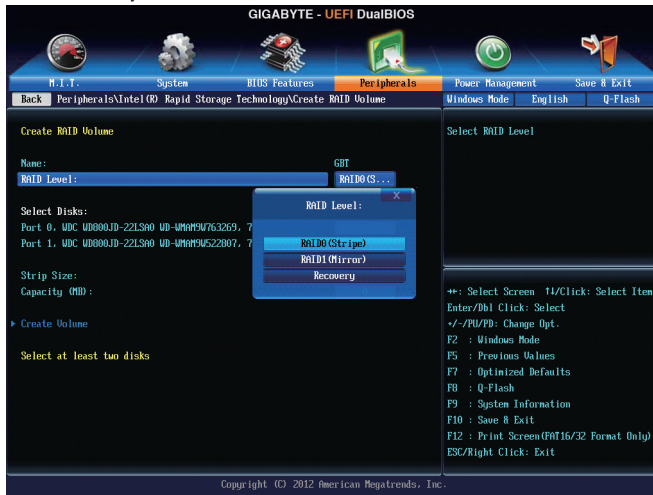 GIGABYTE - UEFI DualBIOS
M.I.T. System BIOS Features Peripherals Power Management Save & Exit
Back Peripherals\Intel(R) Rapid Storage Technology\Create RAID Volume Windows Mode English Q-Flash
Create RAID Volume
Name: GBT
RAID Level: RAID0(S...
Select Disks:
Port 0, WDC WD800JD-22LSA0 WD-WMAM9W763269, 7
Port 1, WDC WD800JD-22LSA0 WD-WMAM9W522807, 7
Strip Size:
Capacity (MB):
Create Volume
Select at least two disks
X
RAID Level:
RAID0(Stripe)
RAID1(Mirror)
Recovery
Select RAID Level
→←: Select Screen ↑↓/Click: Select Item
Enter/Dbl Click: Select
+/-/PU/PD: Change Opt.
F2 : Windows Mode
F5 : Previous Values
F7 : Optimized Defaults
F8 : Q-Flash
F9 : System Information
F10 : Save & Exit
F12 : Print Screen(FAT16/32 Format Only)
ESC/Right Click: Exit
Copyright (C) 2012 American Megatrends, Inc.